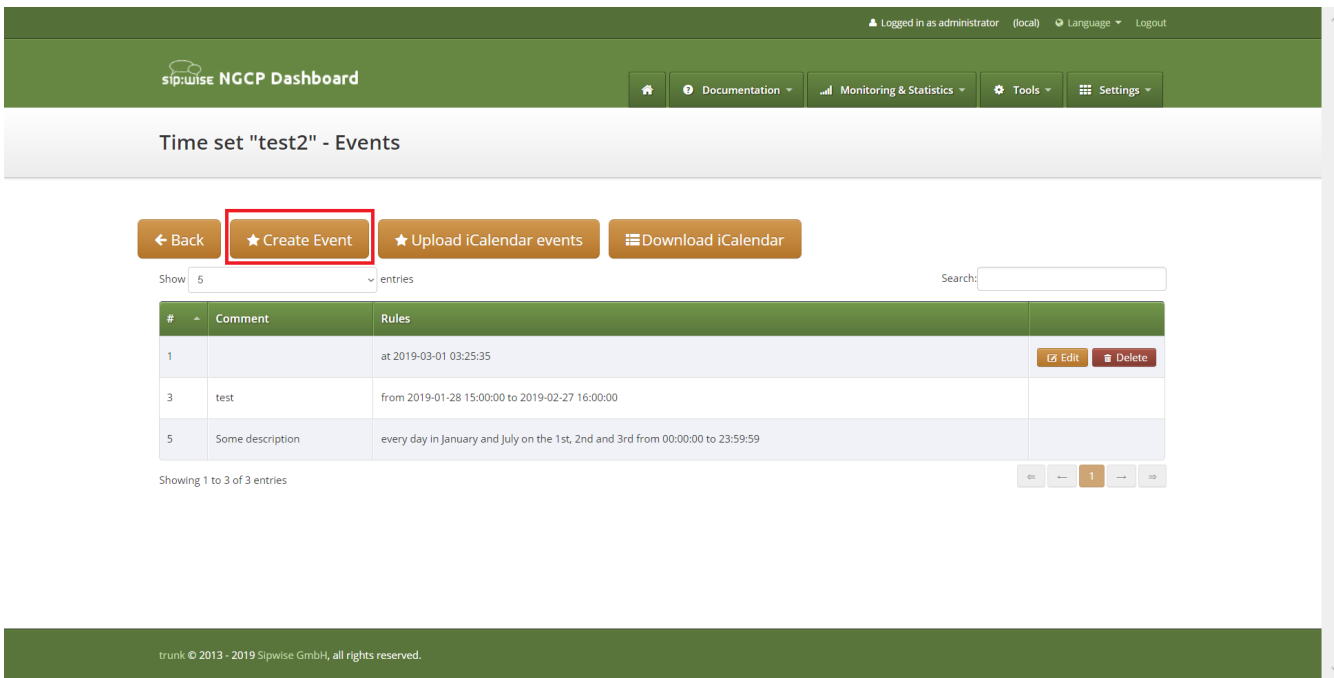 Logged in as administrator (local) Language Logout
sip:wise NGCP Dashboard
Documentation Monitoring & Statistics Tools Settings
Time set "test2" - Events
Back Create Event Upload iCalendar events Download iCalendar
Show 5 entries Search:
# Comment Rules
1 at 2019-03-01 03:25:35 Edit Delete
3 test from 2019-01-28 15:00:00 to 2019-02-27 16:00:00
5 Some description every day in January and July on the 1st, 2nd and 3rd from 00:00:00 to 23:59:59
Showing 1 to 3 of 3 entries ⇐ ← 1 → ⇒
trunk © 2013 - 2019 Sipwise GmbH, all rights reserved.